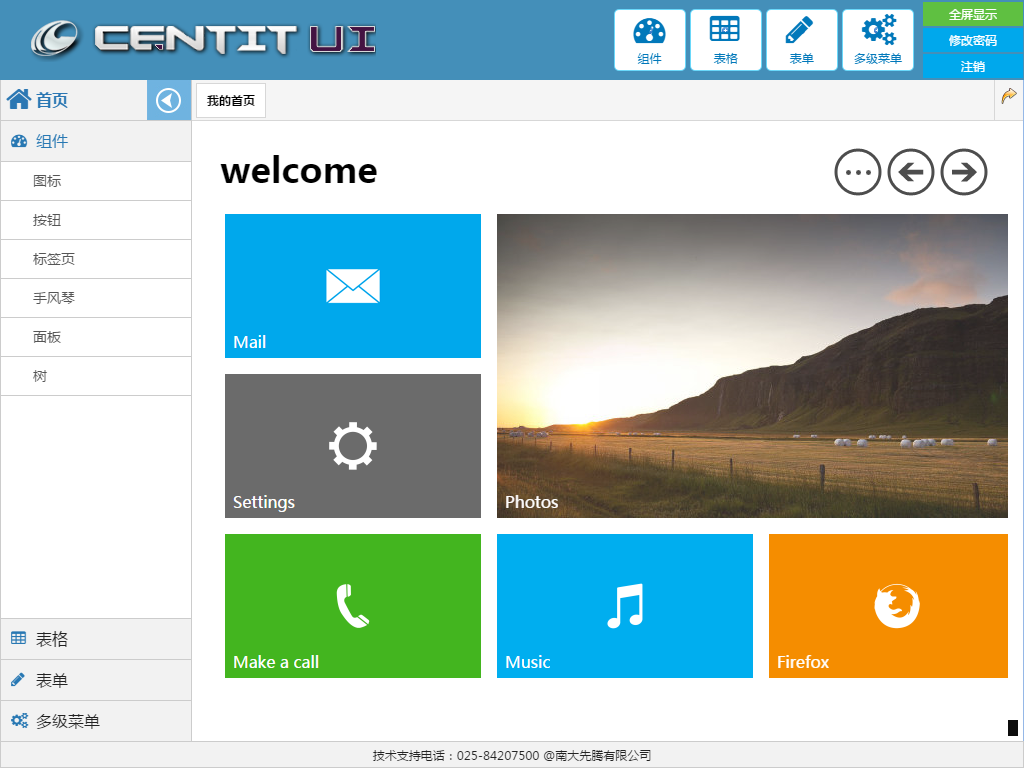 CENTIT UI
组件
表格
表单
多级菜单
全屏显示
修改密码
注销
首页
我的首页
组件
图标
按钮
标签页
手风琴
面板
树
表格
表单
多级菜单
welcome
Mail
Settings
Photos
Make a call
Music
Firefox
技术支持电话：025-84207500 @南大先腾有限公司